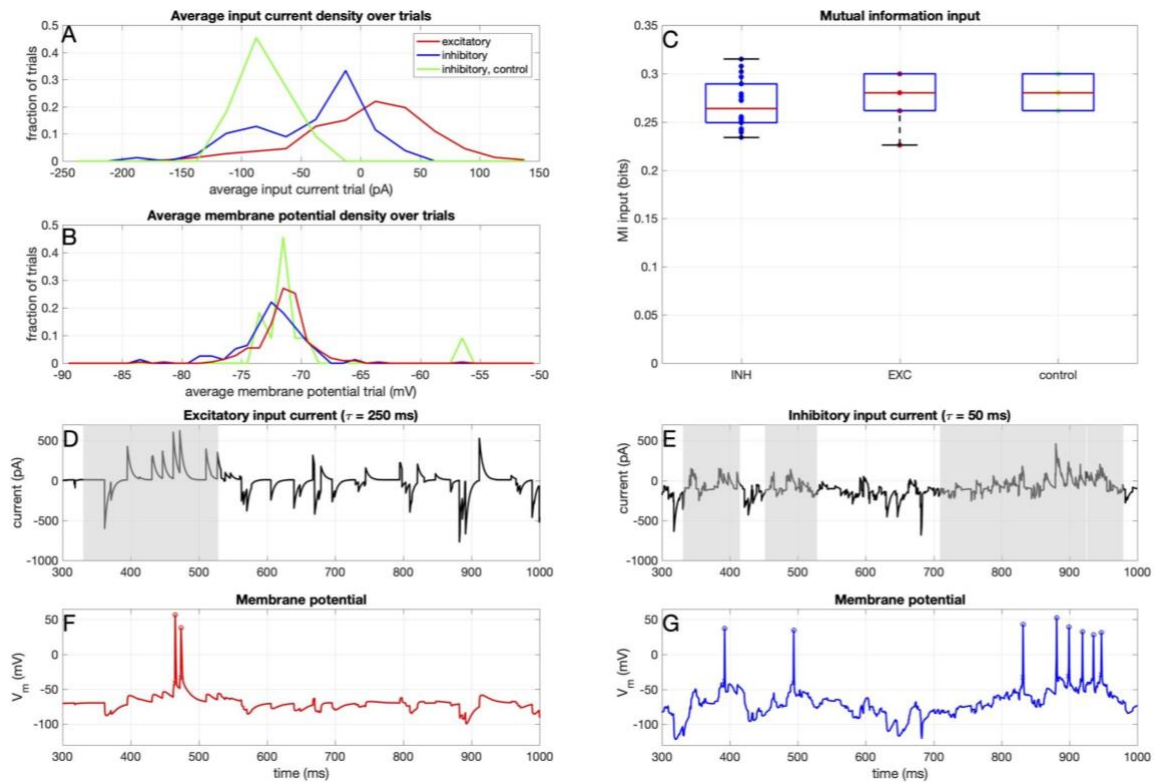 Average input current density over trials
A
0.5
0.4
0.3
0.2
0.1
0
fraction of trials
excitatory
inhibitory
inhibitory, control
-250 -200 -150 -100 -50 0 50 100 150
average input current trial (pA)
Mutual information input
C
0.35
0.3
0.25
0.2
0.15
0.1
0.05
0
MI input (bits)
INH EXC control
Average membrane potential density over trials
B
0.5
0.4
0.3
0.2
0.1
0
fraction of trials
-90 -85 -80 -75 -70 -65 -60 -55 -50
average membrane potential trial (mV)
Excitatory input current (τ = 250 ms)
D
500
0
-500
-1000
current (pA)
300 400 500 600 700 800 900 1000
Inhibitory input current (τ = 50 ms)
E
500
0
-500
-1000
current (pA)
300 400 500 600 700 800 900 1000
Membrane potential
F
50
0
-50
-100
Vm (mV)
300 400 500 600 700 800 900 1000
time (ms)
Membrane potential
G
50
0
-50
-100
Vm (mV)
300 400 500 600 700 800 900 1000
time (ms)